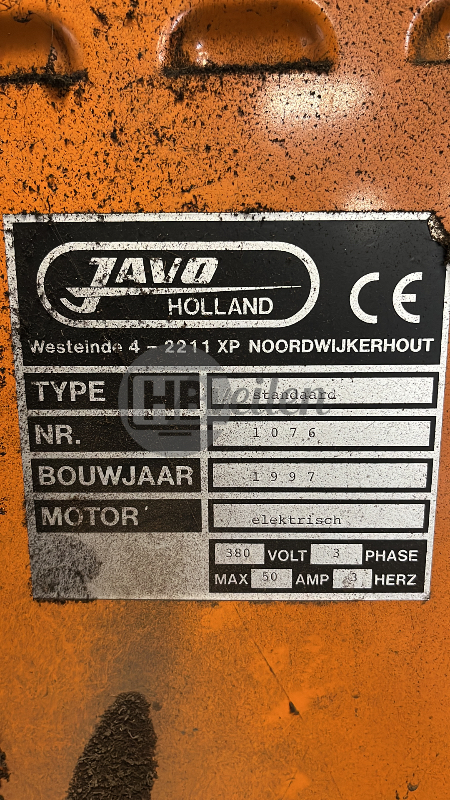 JAVO
HOLLAND
CE
Westeinde 4 - 2211 XP NOORDWIJKERHOUT
TYPE standaard
HPVeilen
NR. 1076
BOUWJAAR 1997
MOTOR elektrisch
380 VOLT 3 PHASE
MAX 50 AMP 3 HERZ